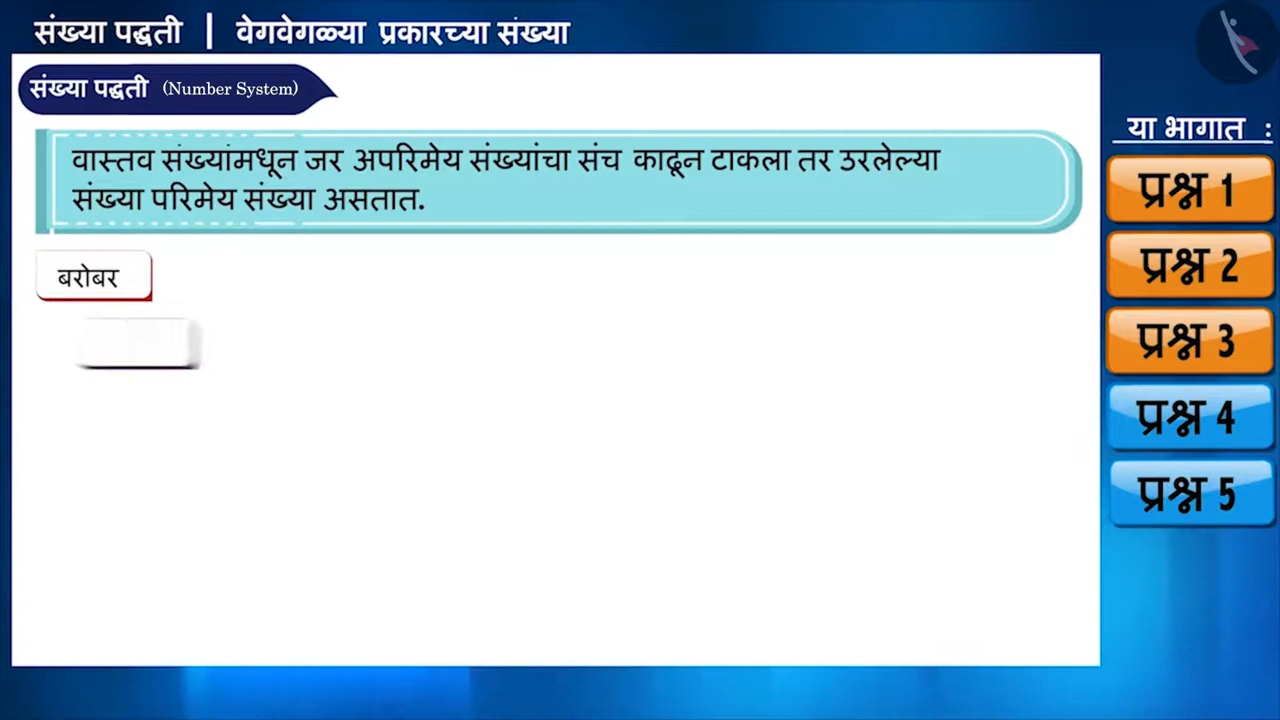 संख्या पद्धती | वेगवेगळ्या प्रकारच्या संख्या
संख्या पद्धती (Number System)
वास्तव संख्यांमधून जर अपरिमेय संख्यांचा संच काढून टाकला तर उरलेल्या
संख्या परिमेय संख्या असतात.
बरोबर
या भागात :
प्रश्न 1
प्रश्न 2
प्रश्न 3
प्रश्न 4
प्रश्न 5